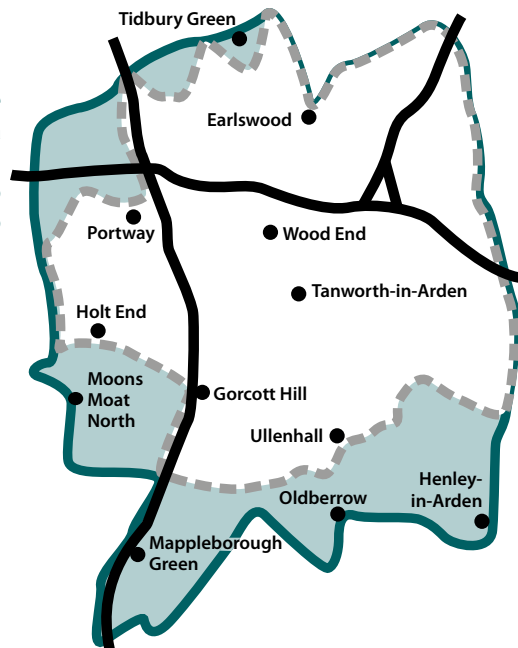 Tidbury Green
Earlswood
Portway
Wood End
Tanworth-in-Arden
Holt End
Moons
Moat
North
Gorcott Hill
Ullenhall
Henley-
in-Arden
Oldberrow
Mappleborough
Green